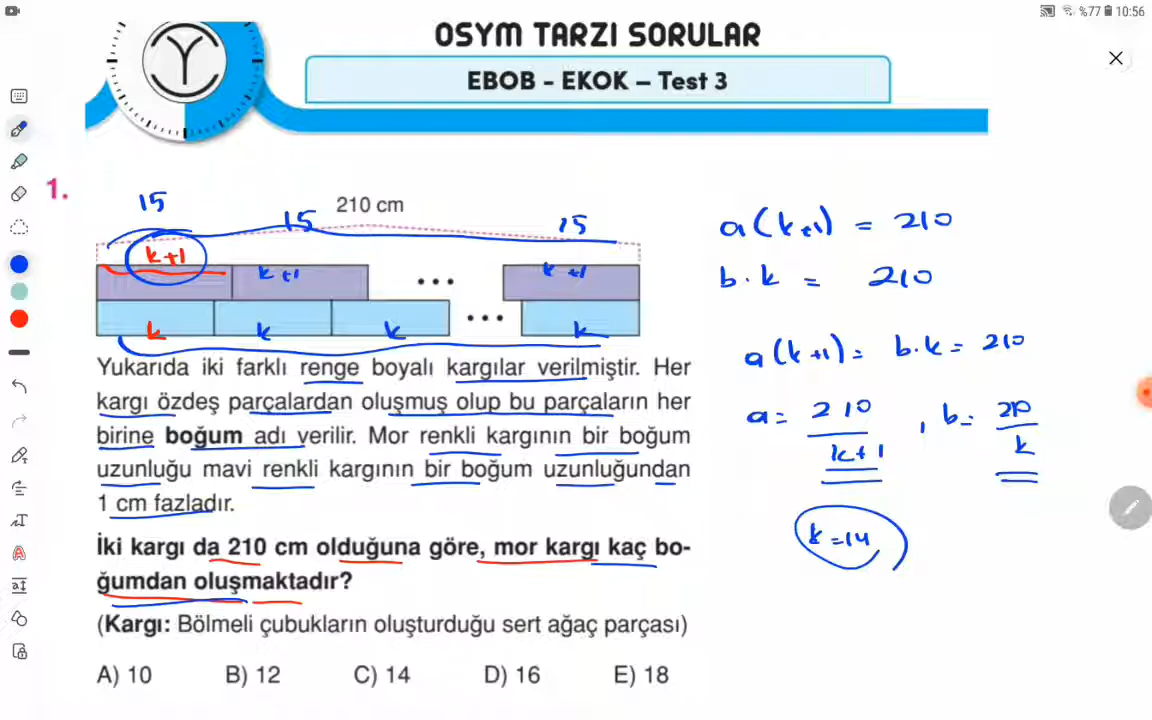 %77 10:56
OSYM TARZI SORULAR
EBOB - EKOK – Test 3
1.
15 15 210 cm 15
k+1 k+1 k+1
k k k k
a(k+1) = 210
b.k = 210
a(k+1) = b.k = 210
a = 210 / k+1 , b = 210 / k
k=14
Yukarıda iki farklı renge boyalı kargılar verilmiştir. Her
kargı özdeş parçalardan oluşmuş olup bu parçaların her
birine boğum adı verilir. Mor renkli kargının bir boğum
uzunluğu mavi renkli kargının bir boğum uzunluğundan
1 cm fazladır.
İki kargı da 210 cm olduğuna göre, mor kargı kaç bo-
ğumdan oluşmaktadır?
(Kargı: Bölmeli çubukların oluşturduğu sert ağaç parçası)
A) 10 B) 12 C) 14 D) 16 E) 18